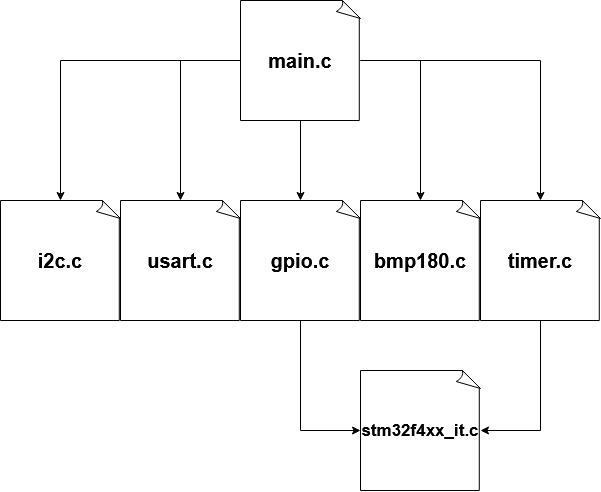 main.c
i2c.c
usart.c
gpio.c
bmp180.c
timer.c
stm32f4xx_it.c